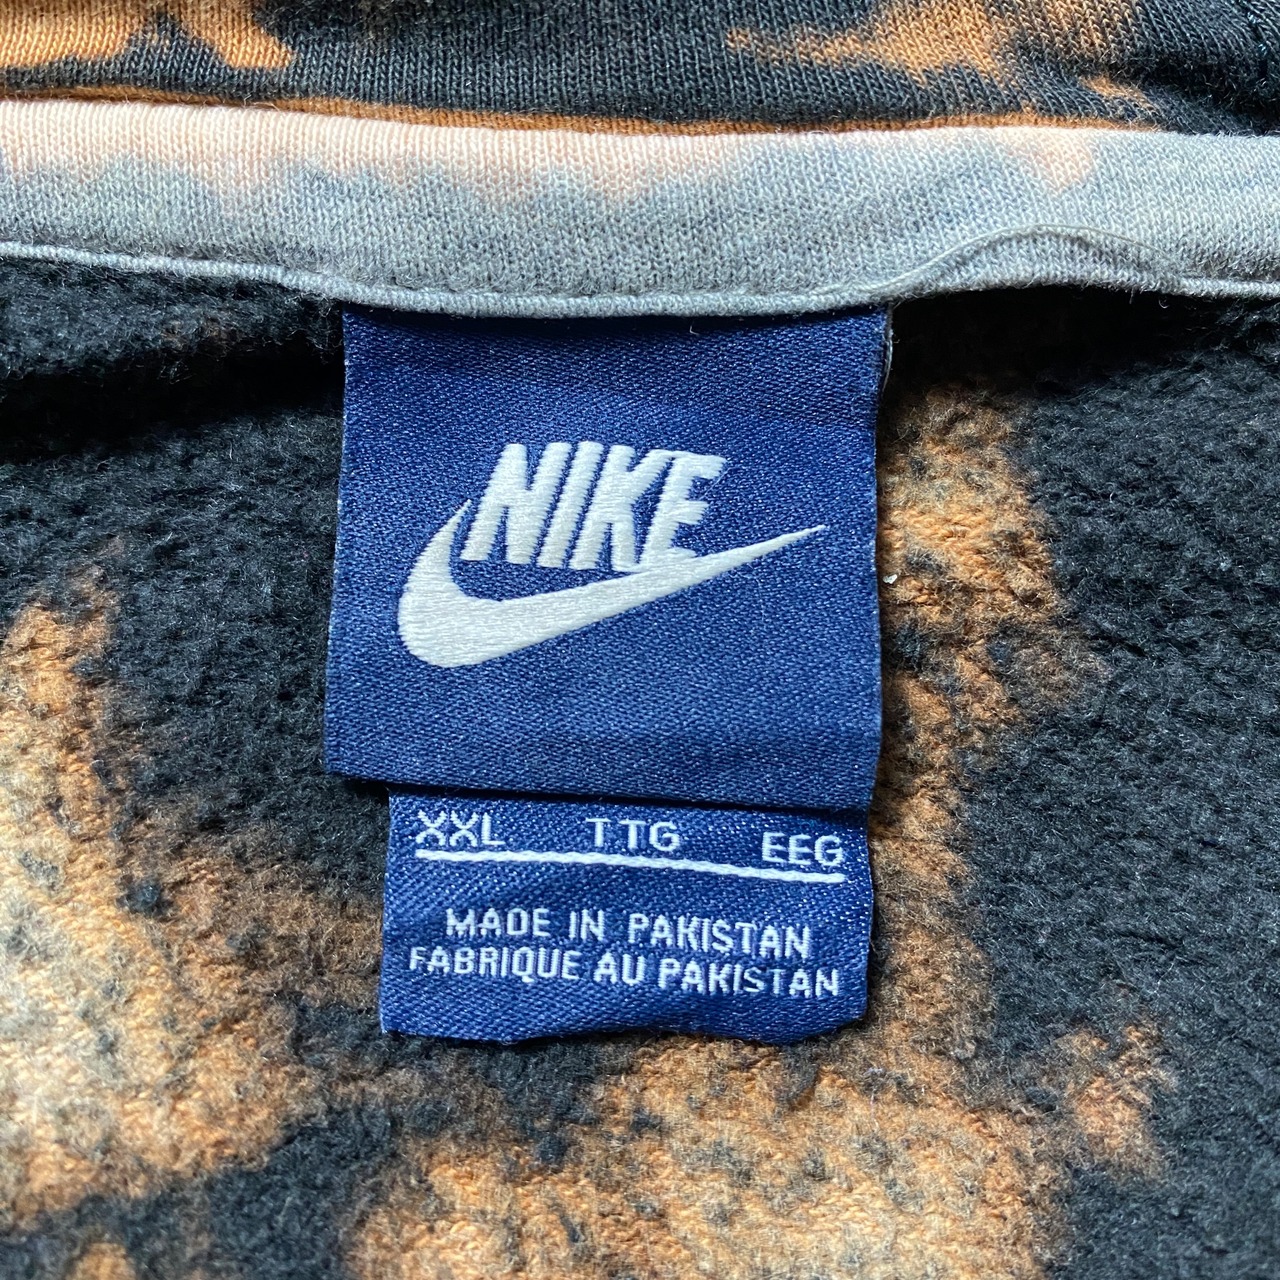 NIKE
XXL TTG EEG
MADE IN PAKISTAN
FABRIQUE AU PAKISTAN